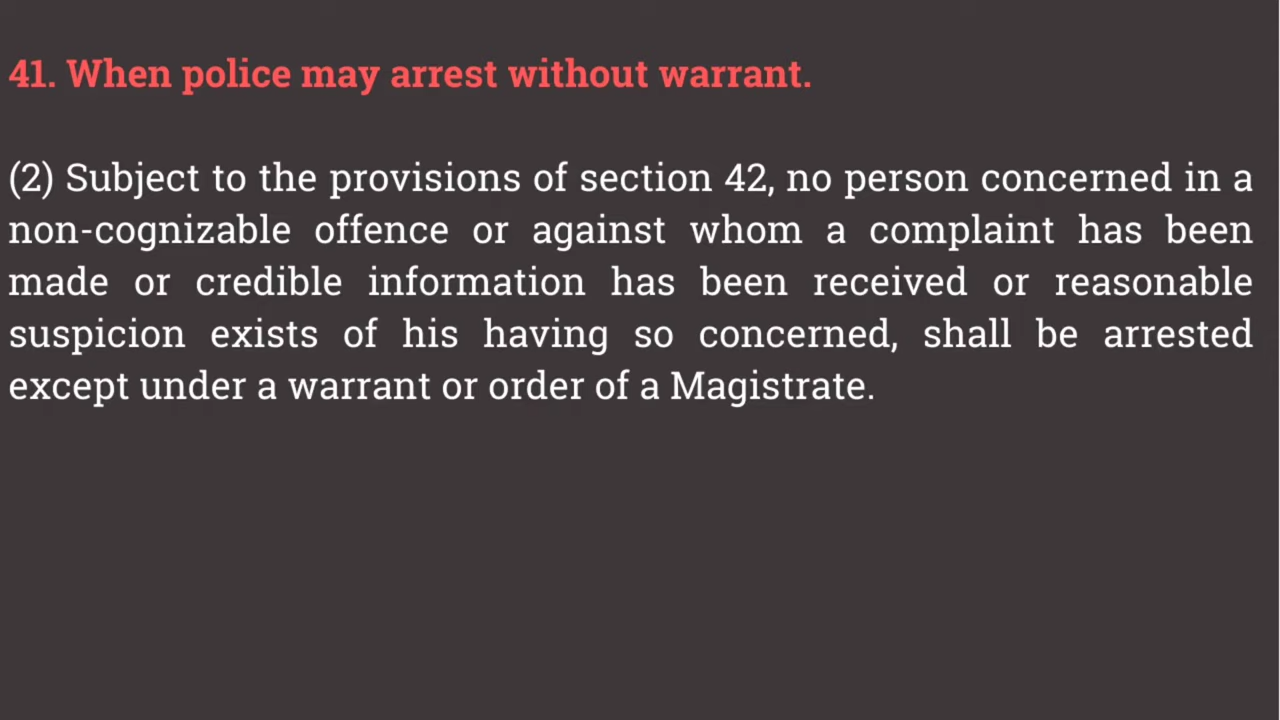 41. When police may arrest without warrant.
(2) Subject to the provisions of section 42, no person concerned in a
non-cognizable offence or against whom a complaint has been
made or credible information has been received or reasonable
suspicion exists of his having so concerned, shall be arrested
except under a warrant or order of a Magistrate.